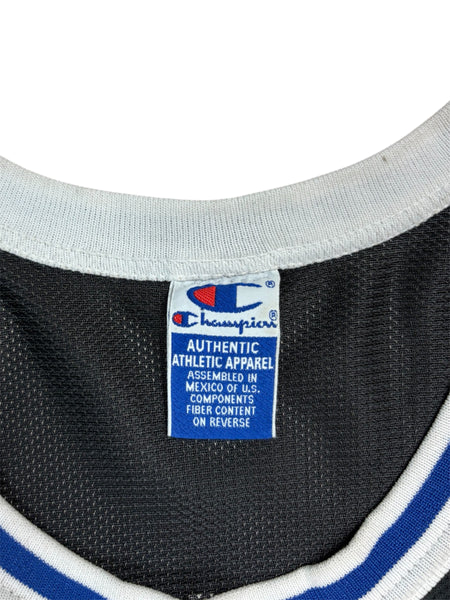 ®
Champion®
AUTHENTIC
ATHLETIC APPAREL
ASSEMBLED IN
MEXICO OF U.S.
COMPONENTS
FIBER CONTENT
ON REVERSE